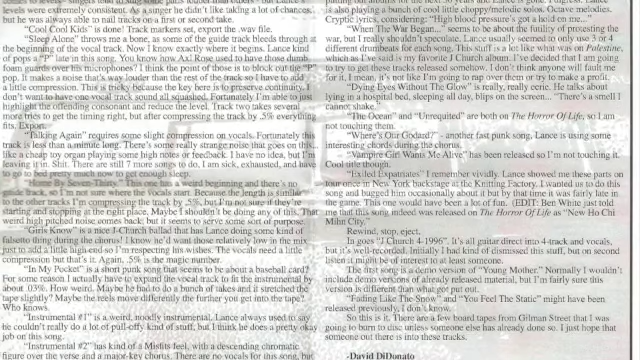 levels were extremely consistent, as a singer he didn't like taking a lot of chances,
but he was always able to nail tracks on a first or second take.
"Cool Cool Kids" is done! Track markers set, export the .wav file.
"Sleep Alone" throws me a bone, as some of the guide track bleeds through at
the beginning of the vocal track. Now I know exactly where it begins. Lance kind
of pops a "P" late in this song. You know how Axl Rose used to have those dumb
foam guards over his microphones? I think the point of those is to block out the "P"
pop. It makes a noise that's way louder than the rest of the track so I have to add
a little compression. This is tricky because the key here is to preserve continuity. I
don't want to have one vocal track sound all squashed. Fortunately I'm able to just
highlight the offending consonant and reduce the level. Track two takes several
minutes to get the timing right, but after compressing the track by .5% everything
fits. Export.
"Talking Again" requires some slight compression on vocals. Fortunately this
track is less than a minute long. There's some really strange noise that goes on this...
like a cheap toy organ playing some high notes or feedback. I have no idea, but I'm
leaving it in. Shit. There are still 7 more songs to do, I am sick, exhausted, and have
to go to bed pretty much now to get enough sleep.
"Home By Seven-Thirty." This one has a weird beginning and there's no
guide track, so I'm not sure where the vocals start. Because the length is similar
to the other tracks I'm compressing the track by .5%, but I'm not sure if they're
starting and stopping at the right place. Maybe I shouldn't be doing any of this. That
weird high pitched noise comes back, but it seems to serve some sort of purpose.
"Girls Know" is a nice J-Church ballad that has Lance doing some kind of
falsetto thing during the chorus! I know he'd want those relatively low in the mix
just to add a little high end so I'm respecting his wishes. The vocals need a little
compression but that's it. Again, .5% is the magic number.
"In My Pocket" is a short punk song that seems to be about a baseball card?
For some reason I actually have to expand the vocal track to fit the instrumental by
about .03%. How weird. Maybe he had to do a bunch of takes and it stretched the
tape slightly? Maybe the reels move differently the further you get into the tape?
Who knows.
"Instrumental #1" is a weird, noodly instrumental. Lance always used to say
he couldn't really do a lot of pull-off kind of stuff, but I think he does a pretty okay
job on this song.
"Instrumental #2" has kind of a Misfits feel, with a descending chromatic
figure over the verse and a major-key chorus. There are no vocals for this song, but
is also playing a bunch of cool little choppy/melodic solos. Octave melodies.
Cryptic lyrics, considering: "High blood pressure's got a hold on me..."
"When The War Began..." seems to be about the futility of protesting the
war, but I really shouldn't speculate. Lance usually seemed to only use 3 or 4
different drumbeats for each song. This stuff is a lot like what was on Palestine,
which as I've said is my favorite J Church album. I've decided that I am going
to try to get these tracks released somehow. I don't think anyone will fault me
for it, I mean, it's not like I'm going to rap over them or try to make a profit.
"Dying Eyes Without The Glow" is really, really eerie. He talks about
lying in a hospital bed, sleeping all day, blips on the screen... "There's a smell I
cannot shake."
"The Ocean" and "Unrequited" are both on The Horror Of Life, so I am
not touching them.
"Where's Our Godard?" - another fast punk song, Lance is using some
interesting chords during the chorus.
"Vampire Girl Wants Me Alive" has been released so I'm not touching it.
Cool title though.
"Exiled Expatriates" I remember vividly. Lance showed me these parts on
tour once in New York backstage at the Knitting Factory. I wanted us to do this
song and bugged him occasionally about it but by that time it was fairly late in
the game. This one would have been a lot of fun. (EDIT: Ben White just told
me that this song indeed was released on The Horror Of Life as "New Ho Chi
Mihn City."
Rewind, stop, eject.
In goes "J Church 4-1996". It's all guitar direct into 4-track and vocals,
but it's well-recorded. Initially I had kind of dismissed this stuff, but on second
listen it might be of interest to at least someone.
The first song is a demo version of "Young Mother." Normally I wouldn't
include demo versions of already released material, but I'm fairly sure this
version is different than what got put out.
"Fading Like The Snow" and "You Feel The Static" might have been
released previously, I don't know.
So this is it. There are a few board tapes from Gilman Street that I was
going to burn to disc unless someone else has already done so. I just hope that
someone out there is into these tracks.
-David DiDonato